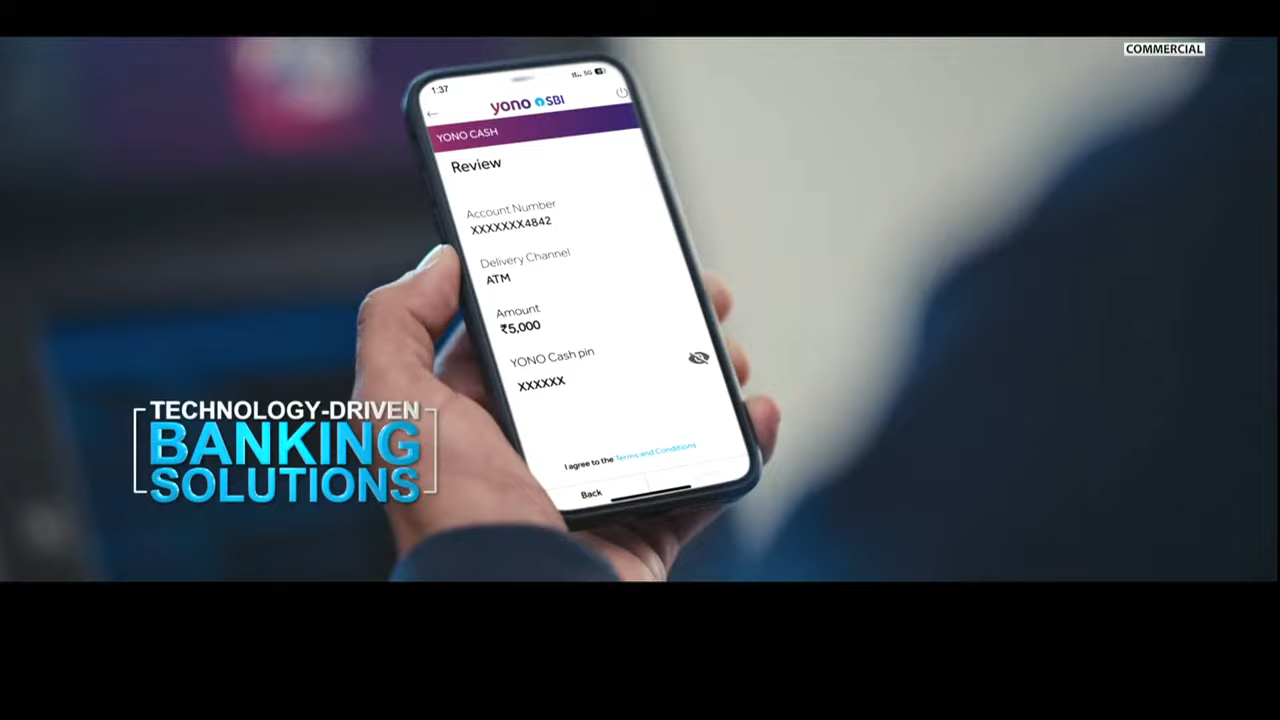 COMMERCIAL
1:37
5G
yono SBI
YONO CASH
Review
Account Number
XXXXXXX4842
Delivery Channel
ATM
Amount
₹5,000
YONO Cash pin
XXXXXX
I agree to the Terms and Conditions
Back
TECHNOLOGY-DRIVEN
BANKING
SOLUTIONS